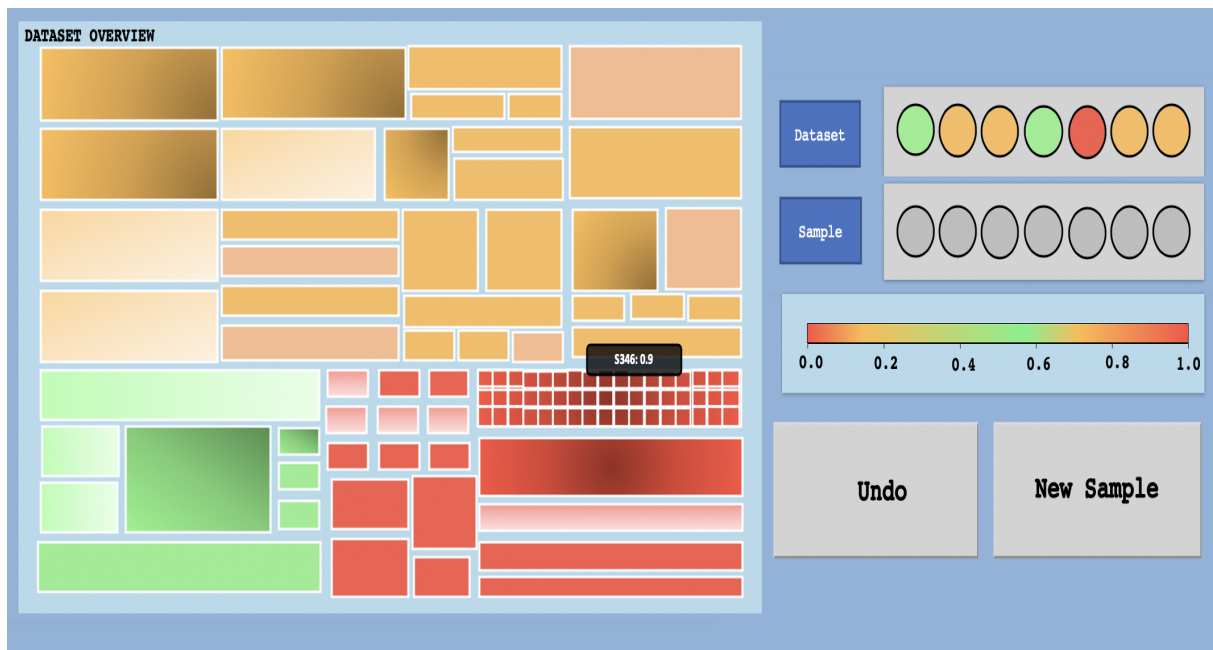 DATASET OVERVIEW
Dataset
Sample
S346: 0.9
0.0 0.2 0.4 0.6 0.8 1.0
Undo
New Sample